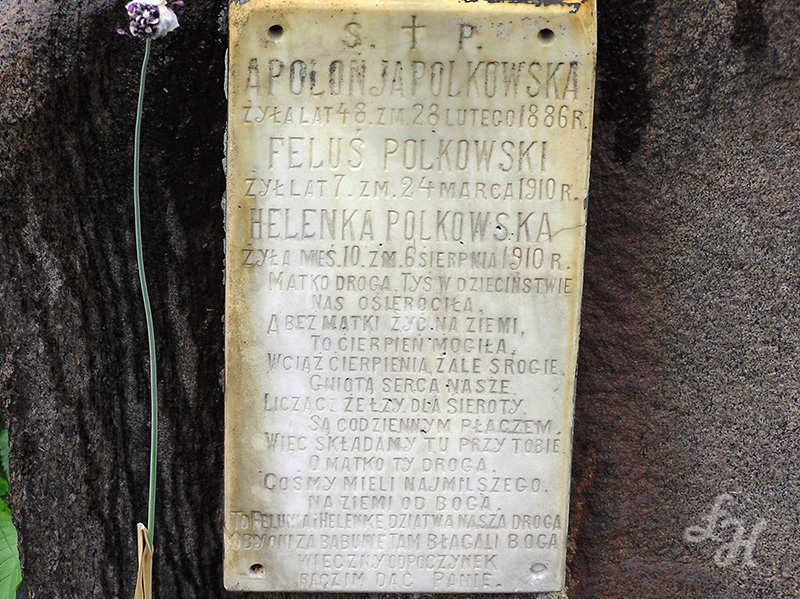 Ś. † P.
APOLONJA POLKOWSKA
ŻYŁA LAT 48. ZM. 28 LUTEGO 1886 R.
FELUŚ POLKOWSKI
ŻYŁ LAT 7. ZM. 24 MARCA 1910 R.
HELENKA POLKOWSKA
ŻYŁA MIEŚ. 10. ZM. 6 SIERPNIA 1910 R.
MATKO DROGA, TYŚ W DZIECIŃSTWIE
NAS OSIEROCIŁA,
A BEZ MATKI ŻYĆ NA ZIEMI,
TO CIERPIEŃ MOGIŁA.
WCIĄŻ CIERPIENIA, ŻALE SROGIE.
GNIOTĄ SERCA NASZE.
LICZĄC ŻE ŁZY, DLA SIEROTY.
SĄ CODZIENNYM PŁACZEM.
WIĘC SKŁADAMY TU PRZY TOBIE
O MATKO TY DROGA.
COŚMY MIELI NAJMILSZEGO.
NA ZIEMI OD BOGA.
TO FELUNIA I HELENKĘ DZIATWA NASZA DROGA
BY ONI ZA BABUNIĘ TAM BŁAGALI BOGA
WIECZNY ODPOCZYNEK
RACZ IM DAĆ PANIE.
LH